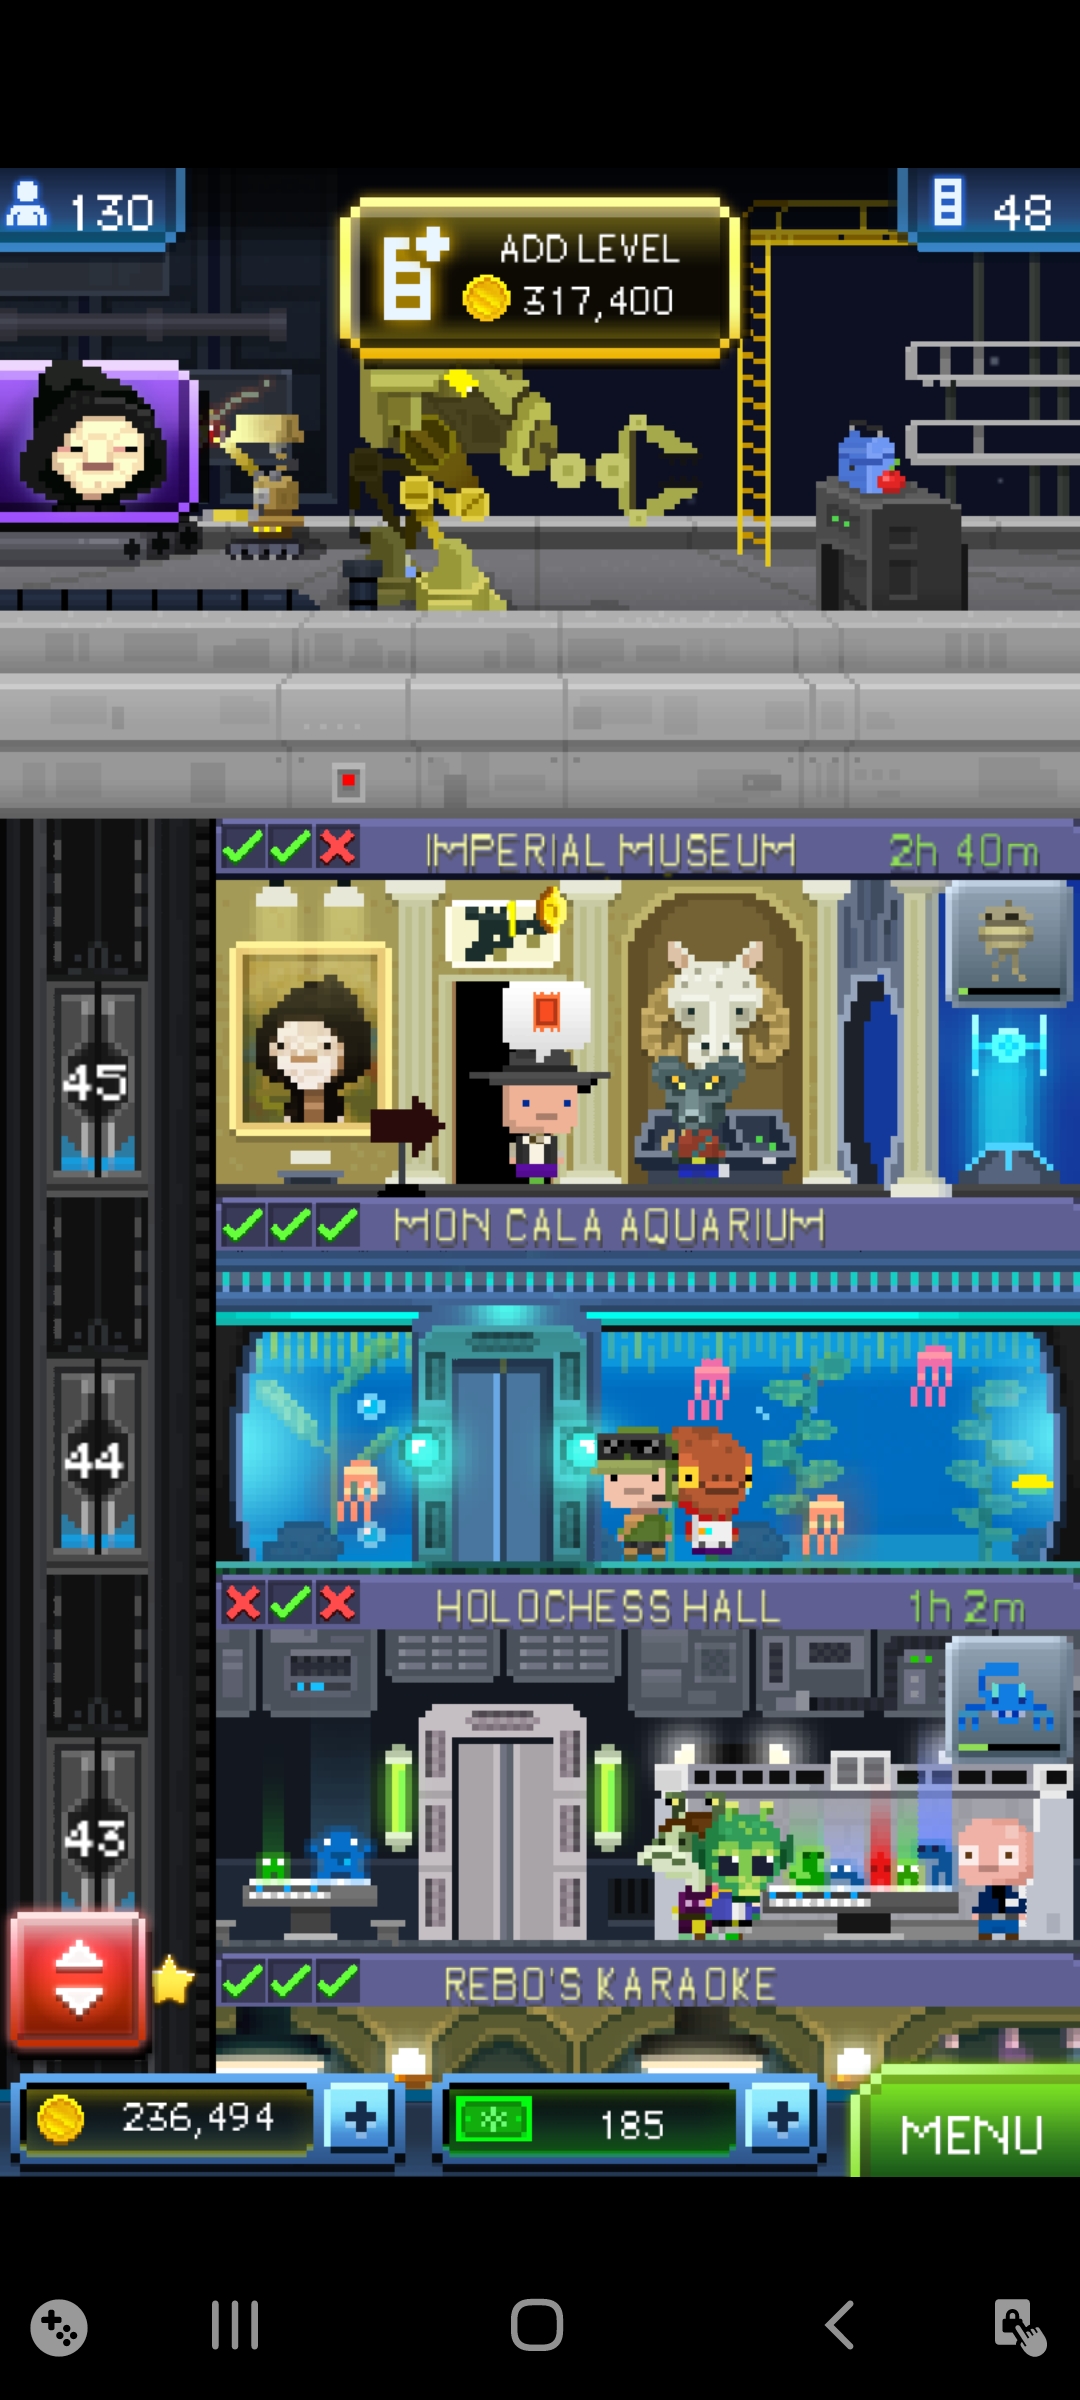 130
ADD LEVEL
317,400
48
IMPERIAL MUSEUM 2h 40m
45
MON CALA AQUARIUM
44
HOLOCHESS HALL 1h 2m
43
REBO'S KARAOKE
236,494
185
MENU